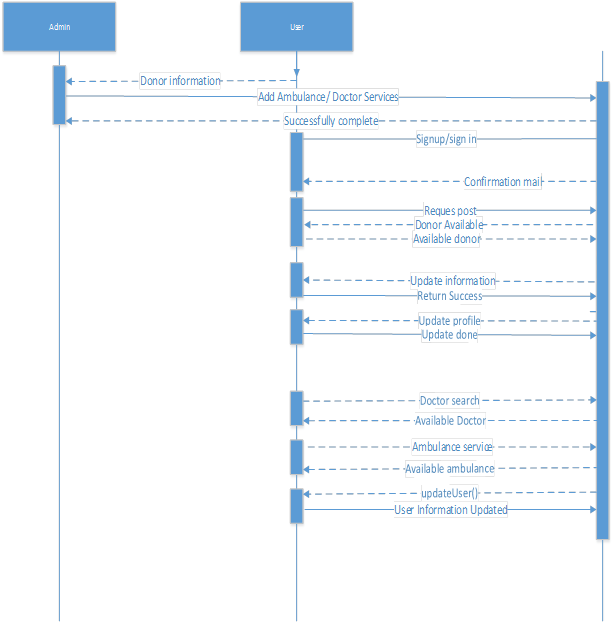 Admin
User
Donor information
Add Ambulance/ Doctor Services
Successfully complete
Signup/sign in
Confirmation mail
Reques post
Donor Available
Available donor
Update information
Return Success
Update profile
Update done
Doctor search
Available Doctor
Ambulance service
Available ambulance
updateUser()
User Information Updated